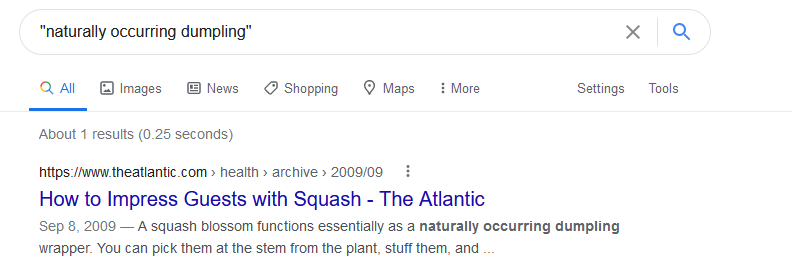 "naturally occurring dumpling"
All Images News Shopping Maps More Settings Tools
About 1 results (0.25 seconds)
https://www.theatlantic.com › health › archive › 2009/09
How to Impress Guests with Squash - The Atlantic
Sep 8, 2009 — A squash blossom functions essentially as a naturally occurring dumpling
wrapper. You can pick them at the stem from the plant, stuff them, and ...